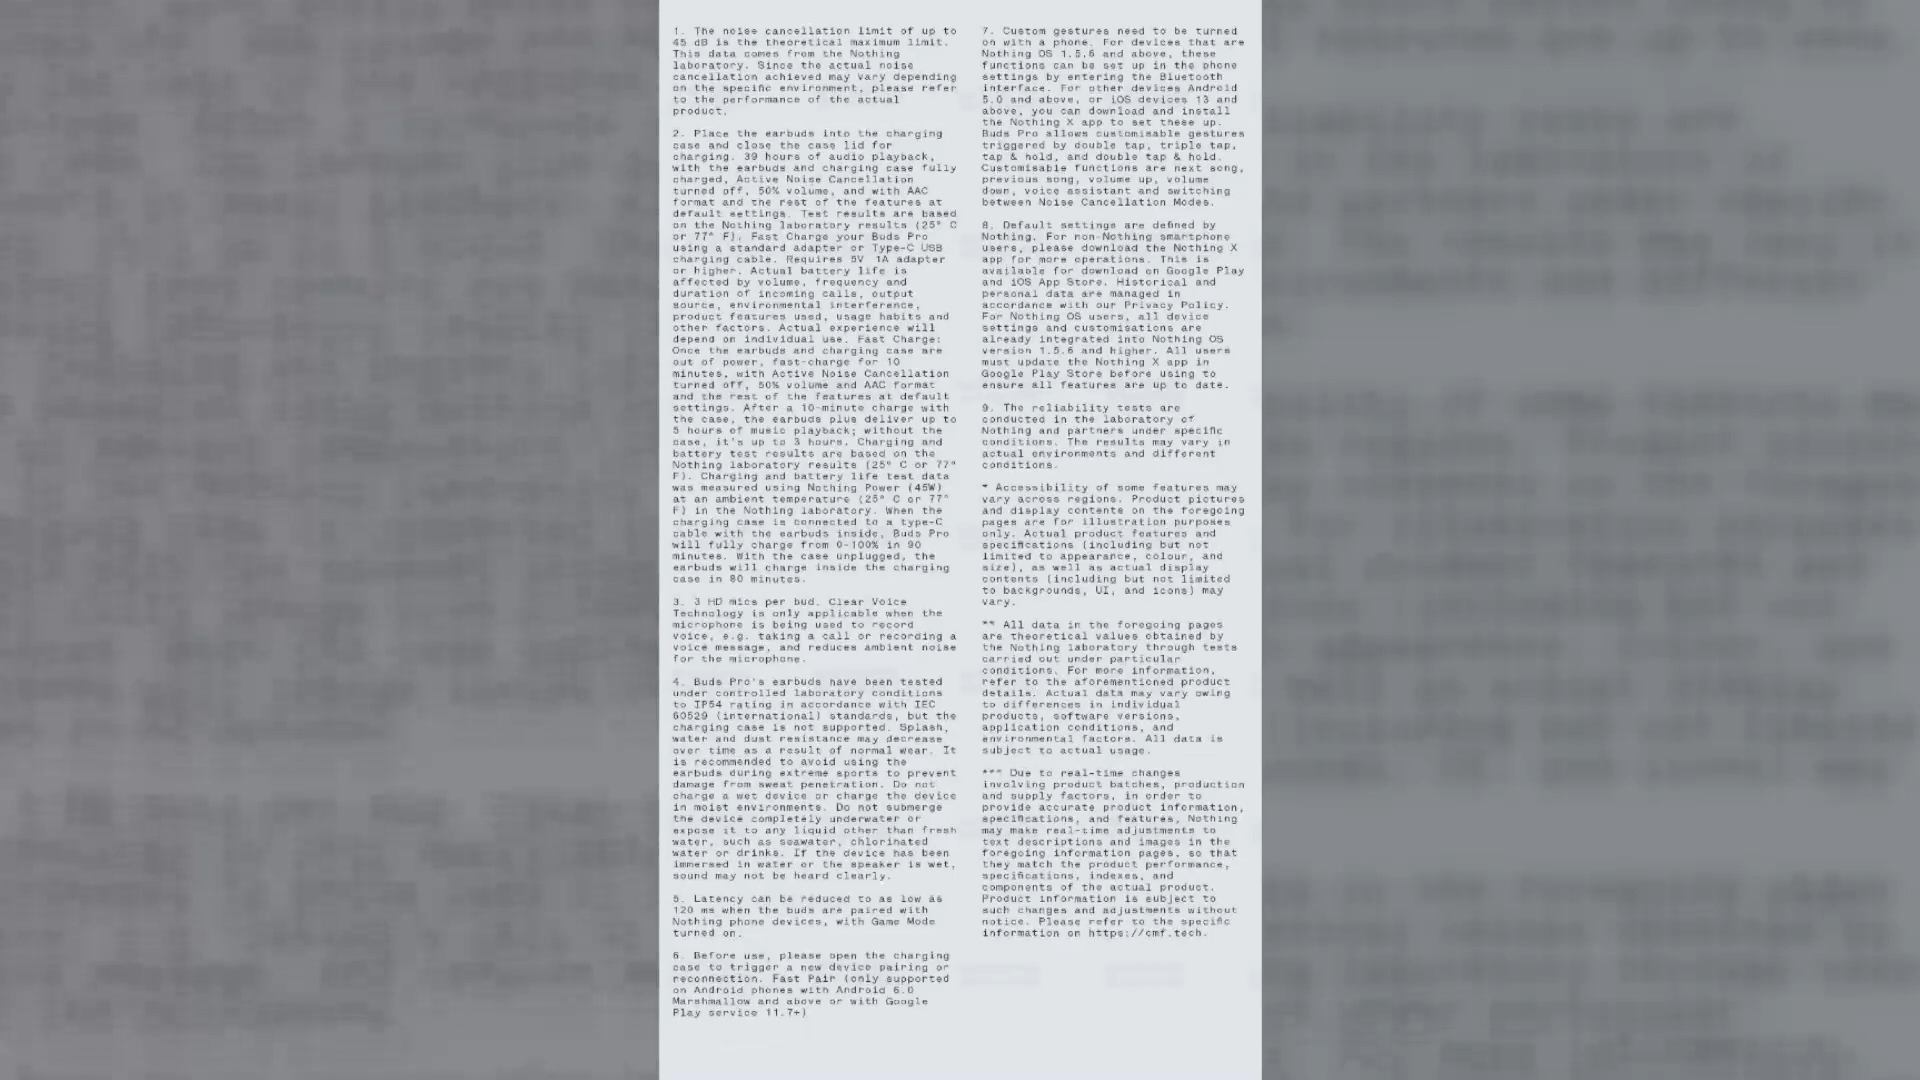 1. The noise cancellation limit of up to
45 dB is the theoretical maximum limit.
This data comes from the Nothing
laboratory. Since the actual noise
cancellation achieved may vary depending
on the specific environment, please refer
to the performance of the actual
product.
2. Place the earbuds into the charging
case and close the case lid for
charging. 39 hours of audio playback,
with the earbuds and charging case fully
charged, Active Noise Cancellation
turned off, 50% volume, and with AAC
format and the rest of the features at
default settings. Test results are based
on the Nothing laboratory results (25° C
or 77° F). Fast Charge your Buds Pro
using a standard adapter or Type-C USB
charging cable. Requires 5V 1A adapter
or higher. Actual battery life is
affected by volume, frequency and
duration of incoming calls, output
source, environmental interference,
product features used, usage habits and
other factors. Actual experience will
depend on individual use. Fast Charge:
Once the earbuds and charging case are
out of power, fast-charge for 10
minutes, with Active Noise Cancellation
turned off, 50% volume and AAC format
and the rest of the features at default
settings. After a 10-minute charge with
the case, the earbuds plus deliver up to
5 hours of music playback; without the
case, it's up to 3 hours. Charging and
battery test results are based on the
Nothing laboratory results (25° C or 77°
F). Charging and battery life test data
was measured using Nothing Power (45W)
at an ambient temperature (25° C or 77°
F) in the Nothing laboratory. When the
charging case is connected to a type-C
cable with the earbuds inside, Buds Pro
will fully charge from 0-100% in 90
minutes. With the case unplugged, the
earbuds will charge inside the charging
case in 80 minutes.
3. 3 HD mics per bud. Clear Voice
Technology is only applicable when the
microphone is being used to record
voice, e.g. taking a call or recording a
voice message, and reduces ambient noise
for the microphone.
4. Buds Pro's earbuds have been tested
under controlled laboratory conditions
to IP54 rating in accordance with IEC
60529 (international) standards, but the
charging case is not supported. Splash,
water and dust resistance may decrease
over time as a result of normal wear. It
is recommended to avoid using the
earbuds during extreme sports to prevent
damage from sweat penetration. Do not
charge a wet device or charge the device
in moist environments. Do not submerge
the device completely underwater or
expose it to any liquid other than fresh
water, such as seawater, chlorinated
water or drinks. If the device has been
immersed in water or the speaker is wet,
sound may not be heard clearly.
5. Latency can be reduced to as low as
120 ms when the buds are paired with
Nothing phone devices, with Game Mode
turned on.
6. Before use, please open the charging
case to trigger a new device pairing or
reconnection. Fast Pair (only supported
on Android phones with Android 6.0
Marshmallow and above or with Google
Play service 11.7+)
7. Custom gestures need to be turned
on with a phone. For devices that are
Nothing OS 1.5.6 and above, these
functions can be set up in the phone
settings by entering the Bluetooth
interface. For other devices Android
5.0 and above, or iOS devices 13 and
above, you can download and install
the Nothing X app to set these up.
Buds Pro allows customisable gestures
triggered by double tap, triple tap,
tap & hold, and double tap & hold.
Customisable functions are next song,
previous song, volume up, volume
down, voice assistant and switching
between Noise Cancellation Modes.
8. Default settings are defined by
Nothing. For non-Nothing smartphone
users, please download the Nothing X
app for more operations. This is
available for download on Google Play
and iOS App Store. Historical and
personal data are managed in
accordance with our Privacy Policy.
For Nothing OS users, all device
settings and customisations are
already integrated into Nothing OS
version 1.5.6 and higher. All users
must update the Nothing X app in
Google Play Store before using to
ensure all features are up to date.
9. The reliability tests are
conducted in the laboratory of
Nothing and partners under specific
conditions. The results may vary in
actual environments and different
conditions.
* Accessibility of some features may
vary across regions. Product pictures
and display contents on the foregoing
pages are for illustration purposes
only. Actual product features and
specifications (including but not
limited to appearance, colour, and
size), as well as actual display
contents (including but not limited
to backgrounds, UI, and icons) may
vary.
** All data in the foregoing pages
are theoretical values obtained by
the Nothing laboratory through tests
carried out under particular
conditions. For more information,
refer to the aforementioned product
details. Actual data may vary owing
to differences in individual
products, software versions,
application conditions, and
environmental factors. All data is
subject to actual usage.
*** Due to real-time changes
involving product batches, production
and supply factors, in order to
provide accurate product information,
specifications, and features, Nothing
may make real-time adjustments to
text descriptions and images in the
foregoing information pages, so that
they match the product performance,
specifications, indexes, and
components of the actual product.
Product information is subject to
such changes and adjustments without
notice. Please refer to the specific
information on https://cmf.tech.